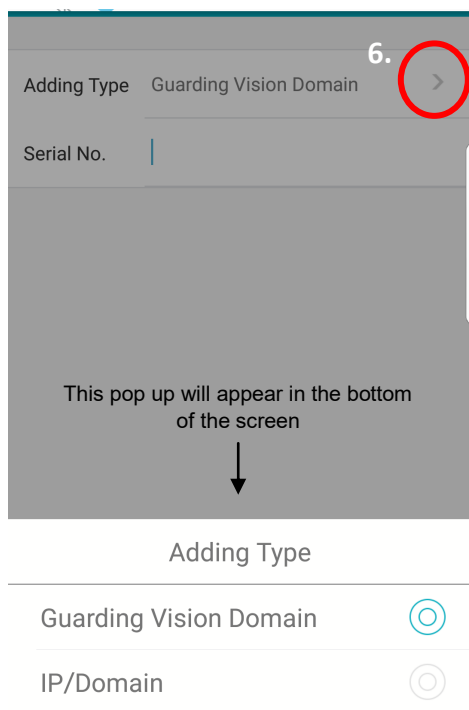 6.
Adding Type Guarding Vision Domain
Serial No.
This pop up will appear in the bottom
of the screen
Adding Type
Guarding Vision Domain
IP/Domain